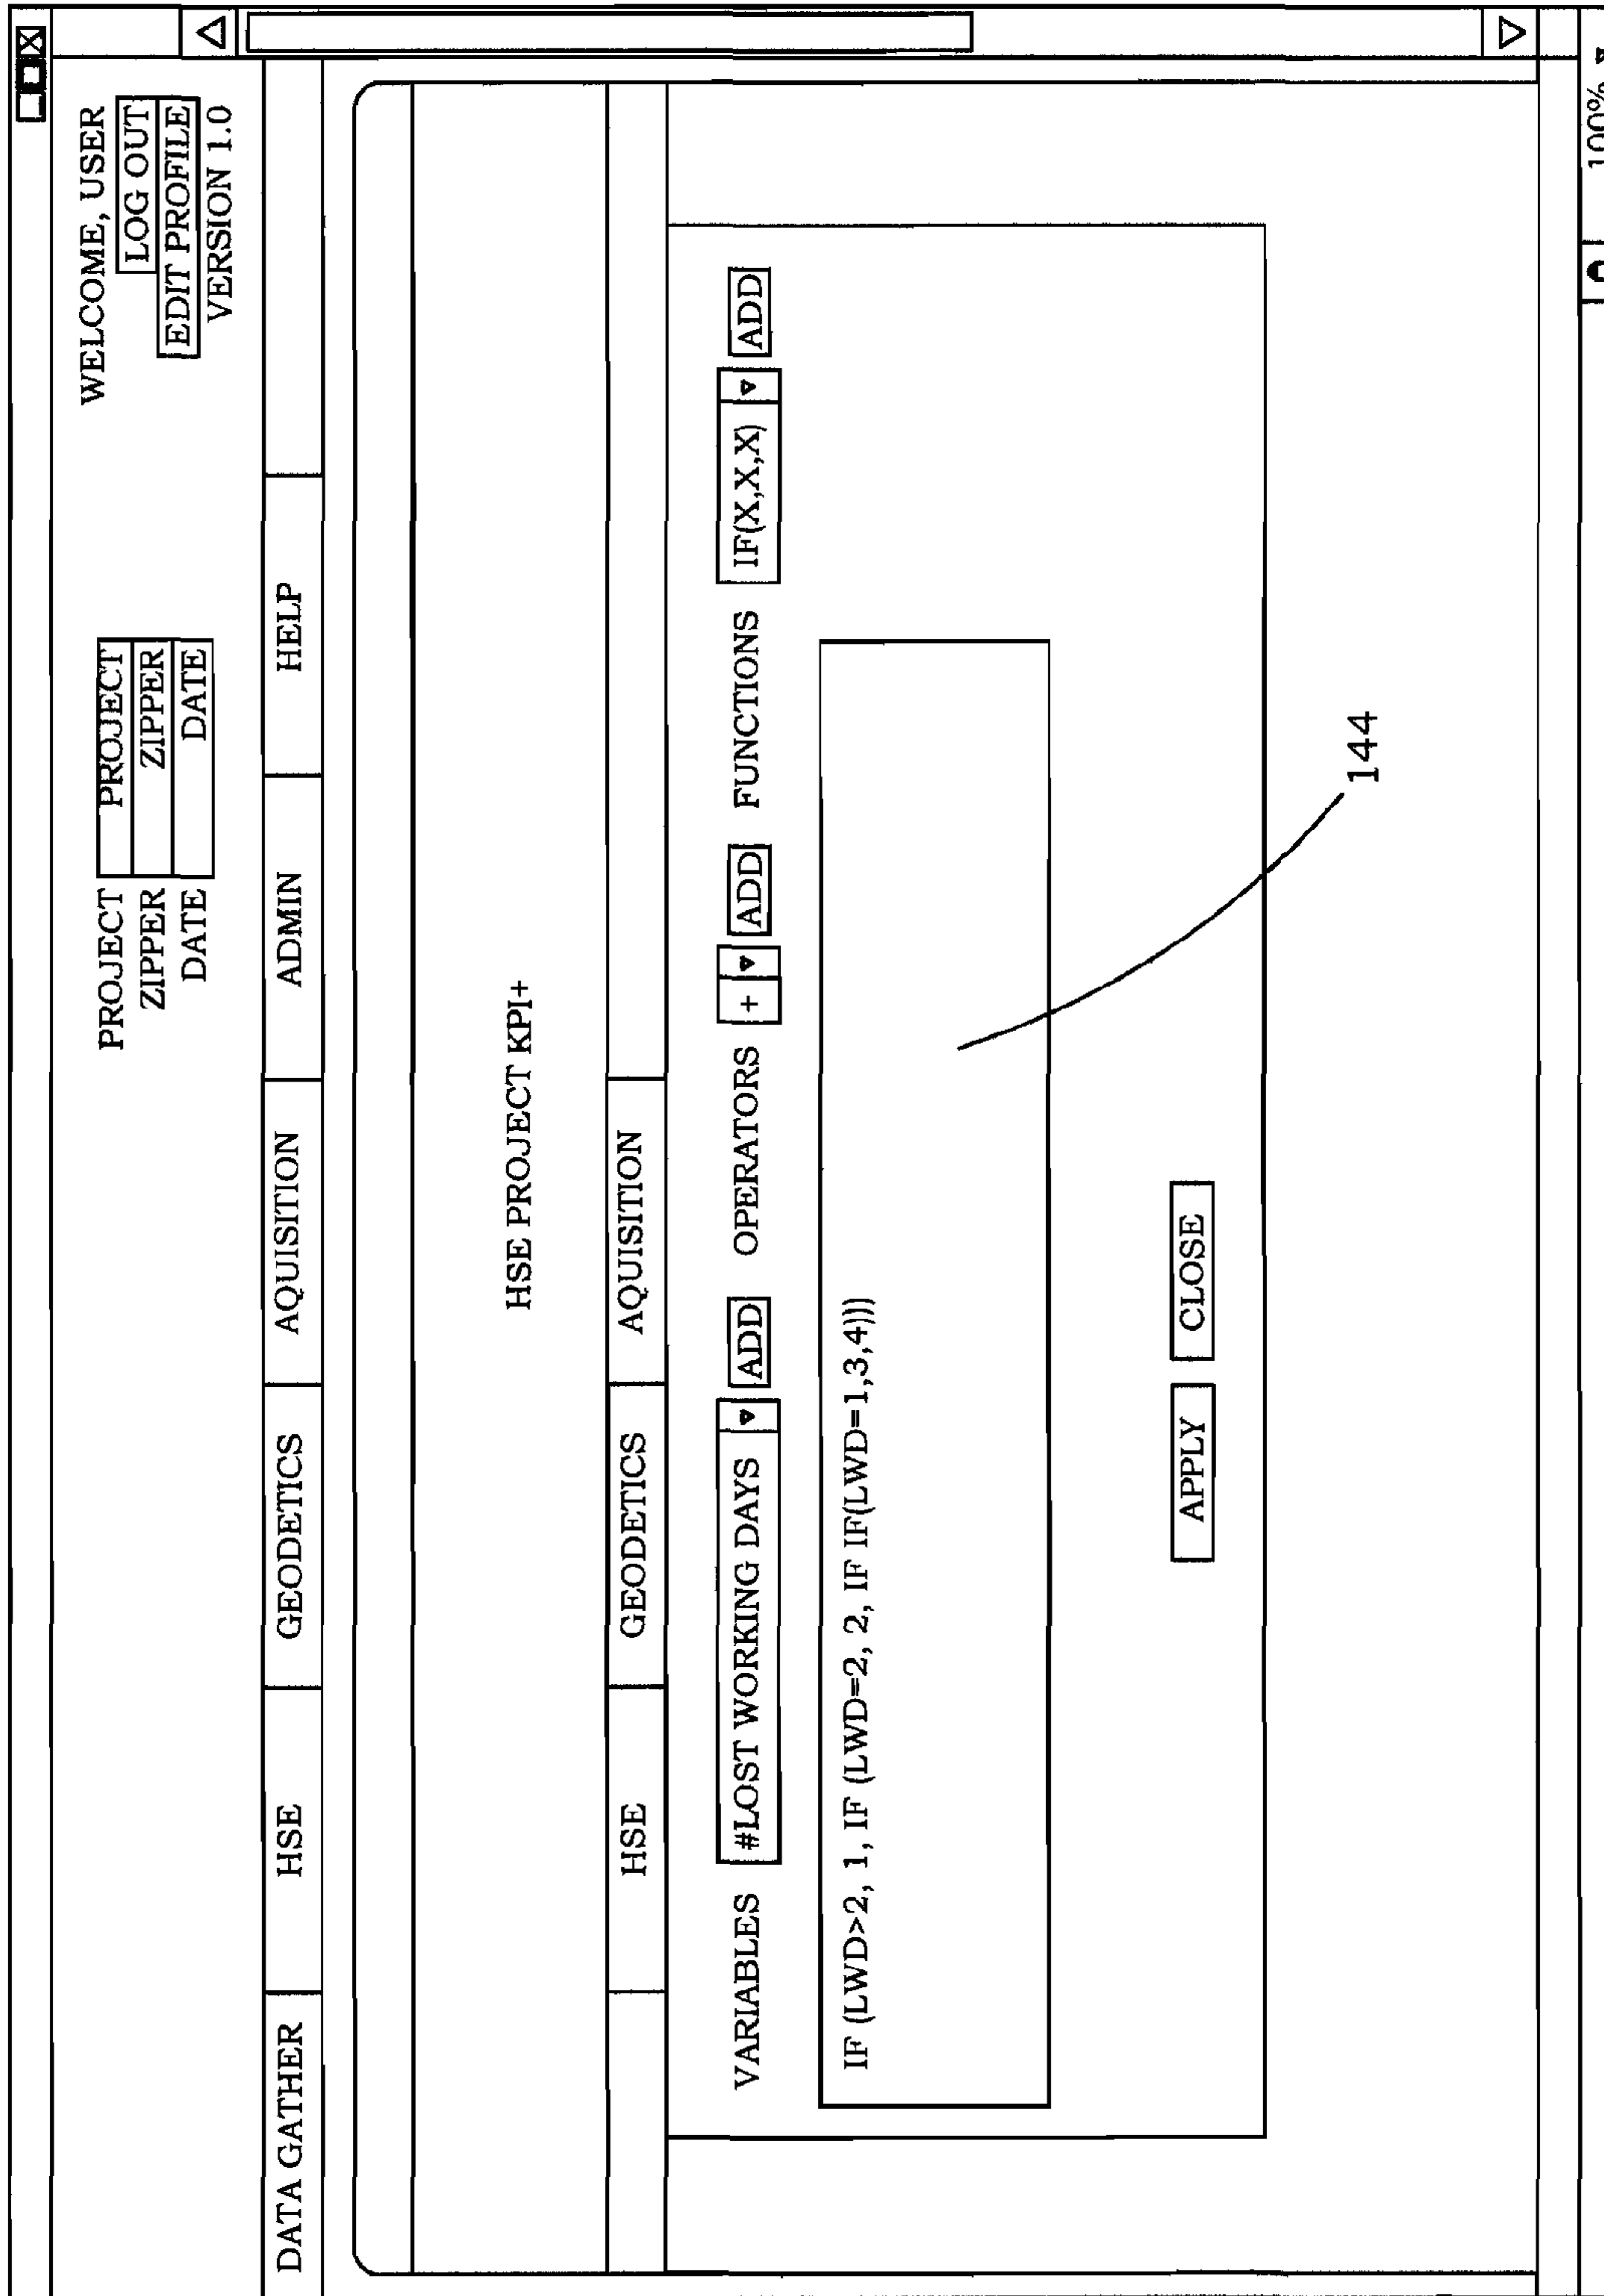 WELCOME, USER
LOG OUT
EDIT PROFILE
VERSION 1.0
PROJECT PROJECT
ZIPPER ZIPPER
DATE DATE
DATA GATHER HSE GEODETICS AQUISITION ADMIN HELP
HSE PROJECT KPI+
HSE GEODETICS AQUISITION
VARIABLES #LOST WORKING DAYS ADD OPERATORS + ADD FUNCTIONS IF(X,X,X) ADD
IF (LWD>2, 1, IF (LWD=2, 2, IF IF(LWD=1,3,4)))
APPLY CLOSE
144
100%